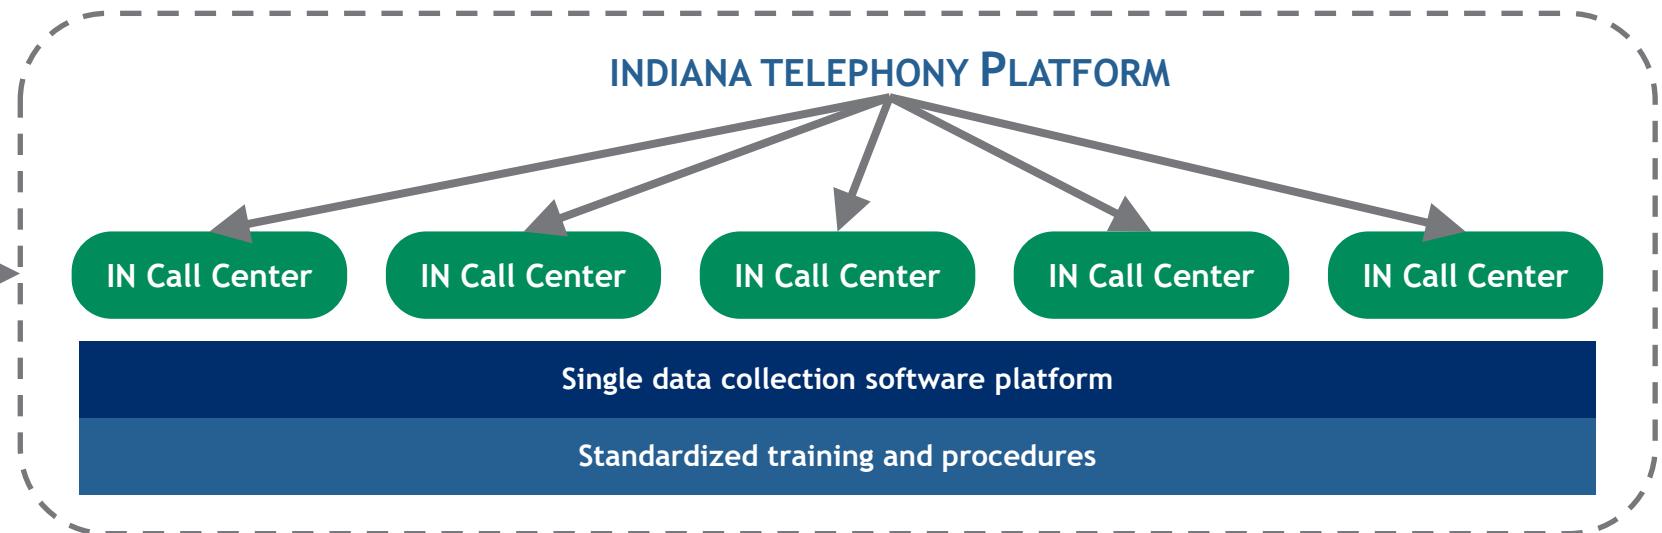 INDIANA TELEPHONY PLATFORM
IN Call Center
IN Call Center
IN Call Center
IN Call Center
IN Call Center
Single data collection software platform
Standardized training and procedures